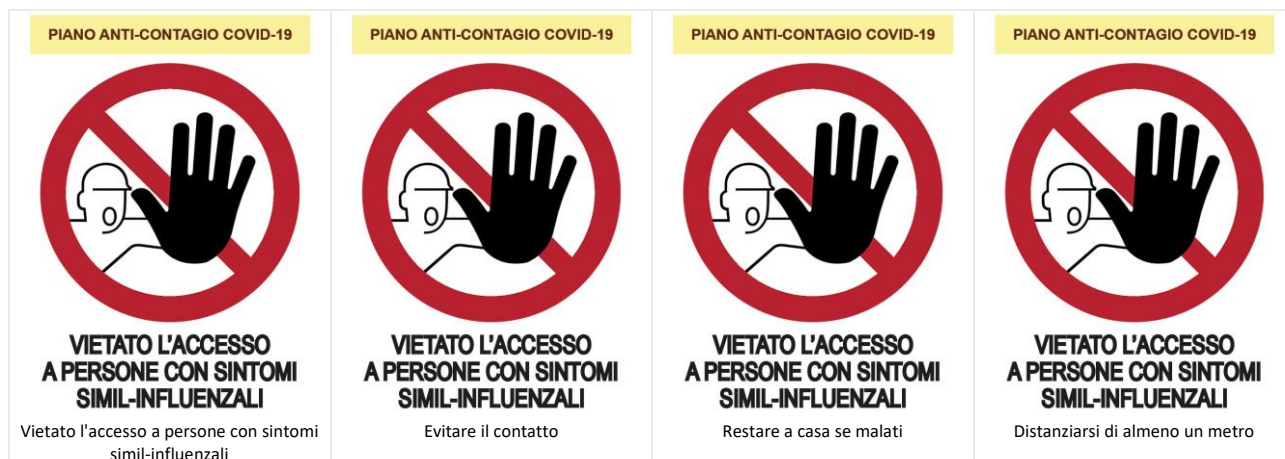 PIANO ANTI-CONTAGIO COVID-19
VIETATO L'ACCESSO
A PERSONE CON SINTOMI
SIMIL-INFLUENZALI
Vietato l'accesso a persone con sintomi
simil-influenzali
PIANO ANTI-CONTAGIO COVID-19
VIETATO L'ACCESSO
A PERSONE CON SINTOMI
SIMIL-INFLUENZALI
Evitare il contatto
PIANO ANTI-CONTAGIO COVID-19
VIETATO L'ACCESSO
A PERSONE CON SINTOMI
SIMIL-INFLUENZALI
Restare a casa se malati
PIANO ANTI-CONTAGIO COVID-19
VIETATO L'ACCESSO
A PERSONE CON SINTOMI
SIMIL-INFLUENZALI
Distanziarsi di almeno un metro